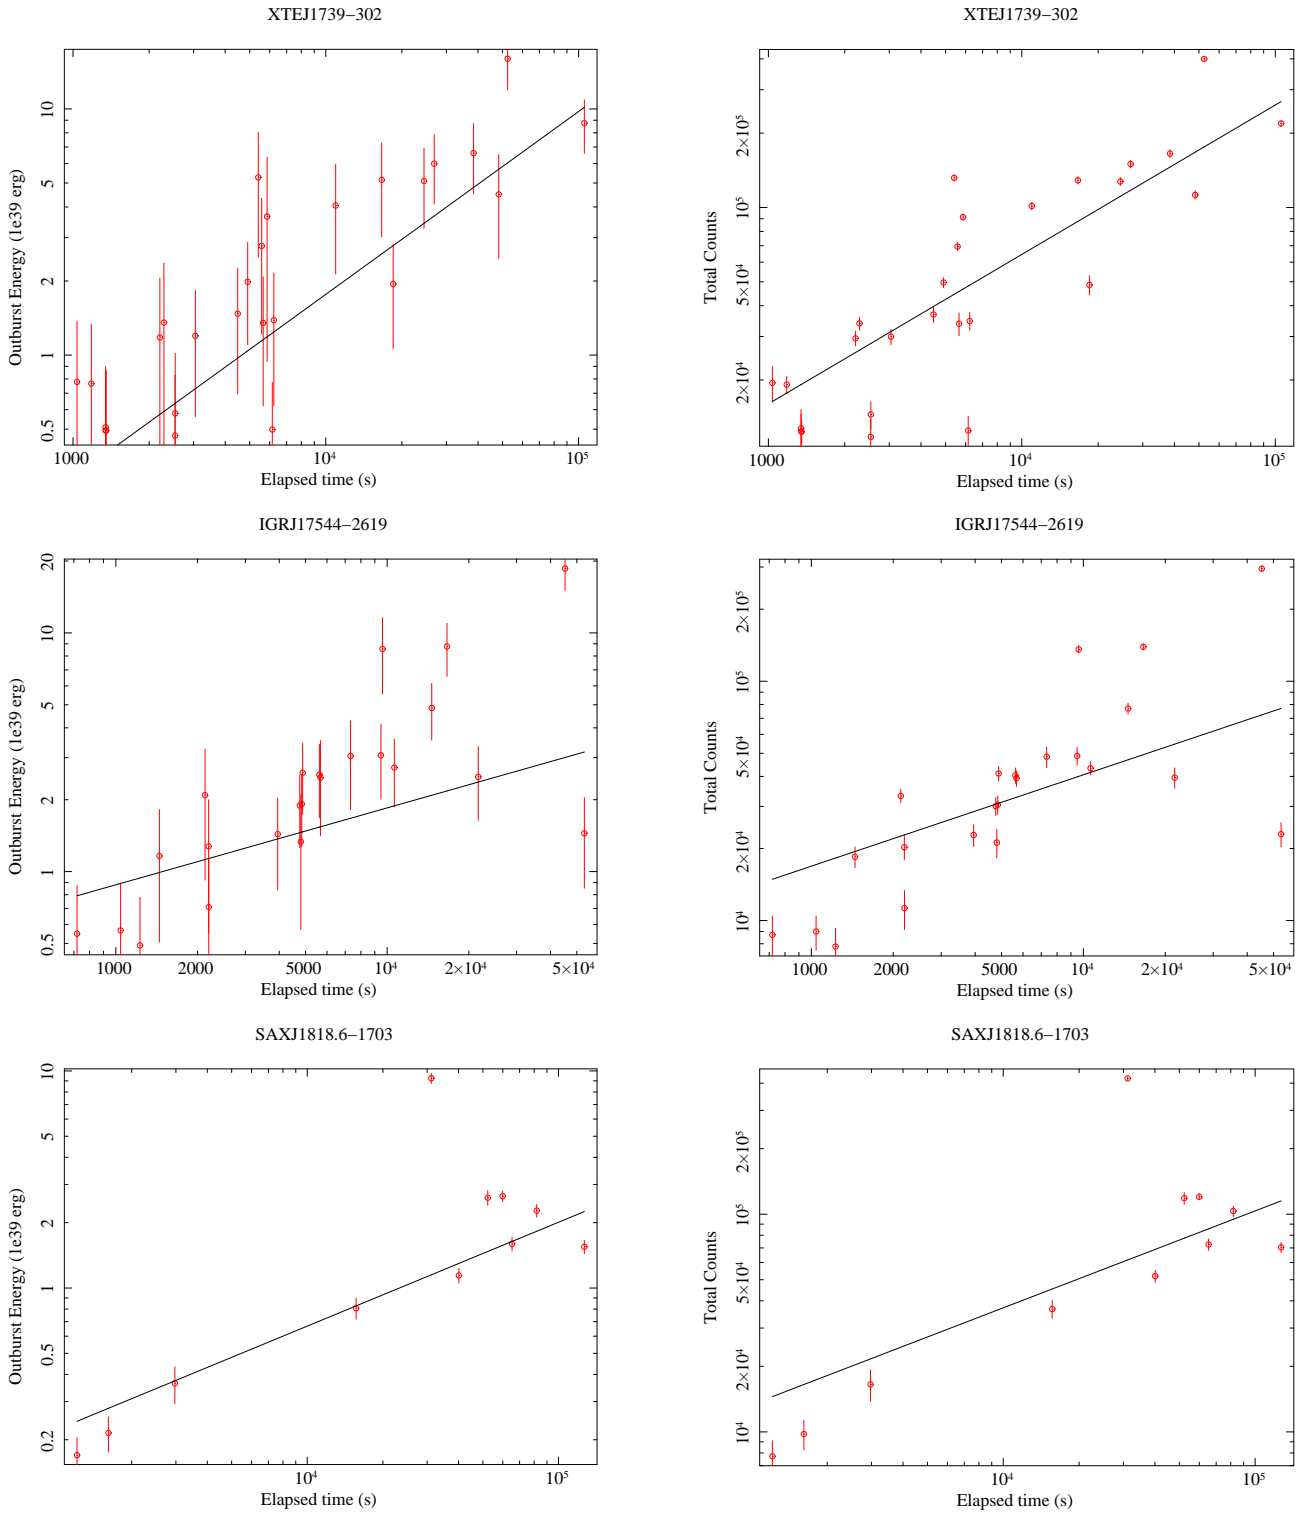 XTEJ1739−302
Outburst Energy (1e39 erg)
10
5
2
1
0.5
1000
10⁴
10⁵
Elapsed time (s)
XTEJ1739−302
Total Counts
2×10⁵
10⁵
5×10⁴
2×10⁴
1000
10⁴
10⁵
Elapsed time (s)
IGRJ17544−2619
Outburst Energy (1e39 erg)
20
10
5
2
1
0.5
1000
2000
5000
10⁴
2×10⁴
5×10⁴
Elapsed time (s)
IGRJ17544−2619
Total Counts
2×10⁵
10⁵
5×10⁴
2×10⁴
10⁴
1000
2000
5000
10⁴
2×10⁴
5×10⁴
Elapsed time (s)
SAXJ1818.6−1703
Outburst Energy (1e39 erg)
10
5
2
1
0.5
0.2
10⁴
10⁵
Elapsed time (s)
SAXJ1818.6−1703
Total Counts
2×10⁵
10⁵
5×10⁴
2×10⁴
10⁴
10⁴
10⁵
Elapsed time (s)